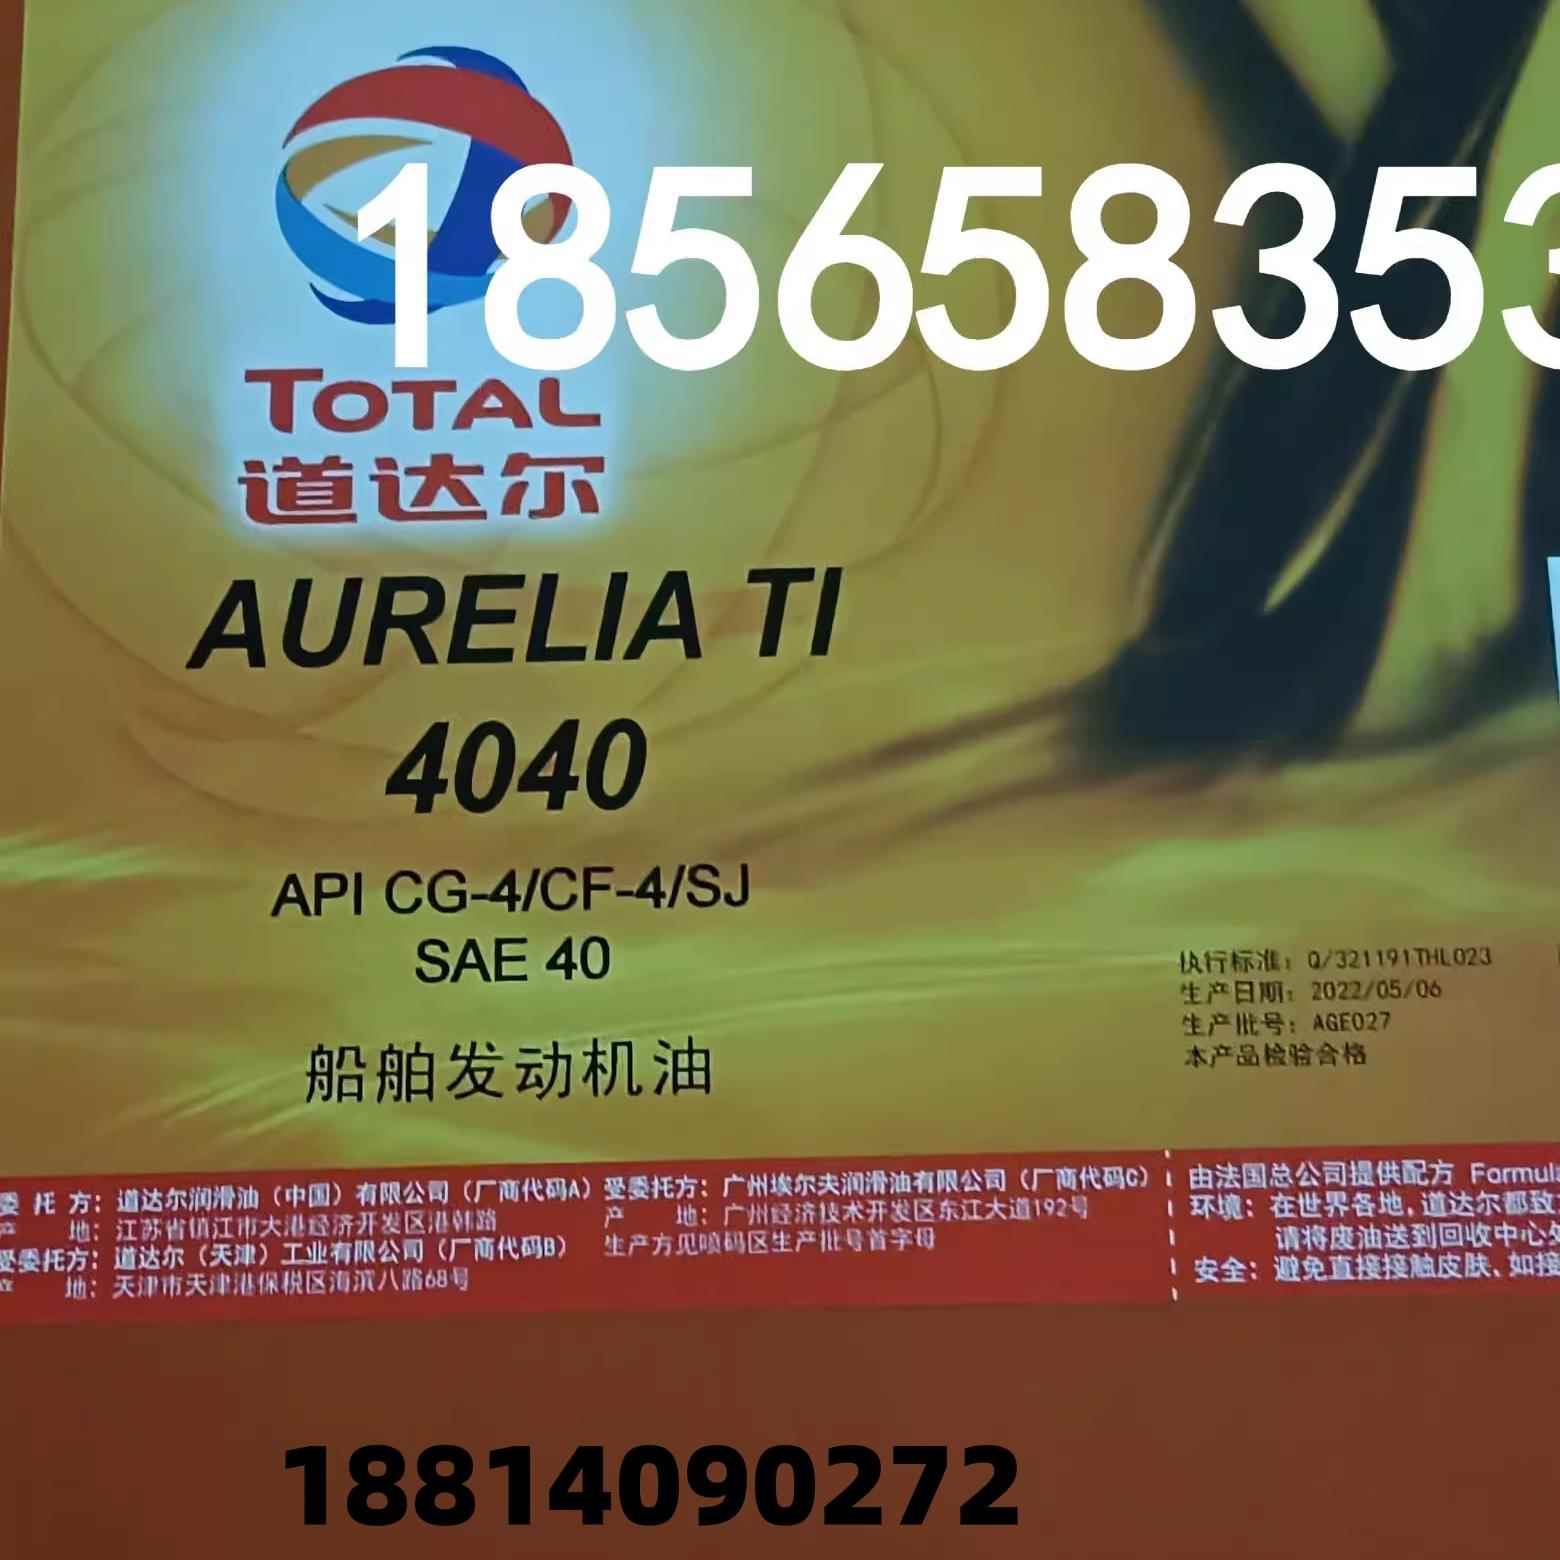 18565835
TOTAL
道达尔
AURELIA TI
4040
API CG-4/CF-4/SJ
SAE 40
船舶发动机油
执行标准：Q/321191THL023
生产日期：2022/05/06
生产批号：AGE027
本产品检验合格
委 托 方：道达尔润滑油（中国）有限公司（厂商代码A）
产 地：江苏省镇江市大港经济开发区港韩路
受委托方：道达尔（天津）工业有限公司（厂商代码B）
产 地：天津市天津港保税区海滨八路68号
受委托方：广州埃尔夫润滑油有限公司（厂商代码C）
产 地：广州经济技术开发区东江大道192号
生产方见喷码区生产批号首字母
由法国总公司提供配方 Formul
环境：在世界各地，道达尔都致
请将废油送到回收中心
安全：避免直接接触皮肤、如接
18814090272